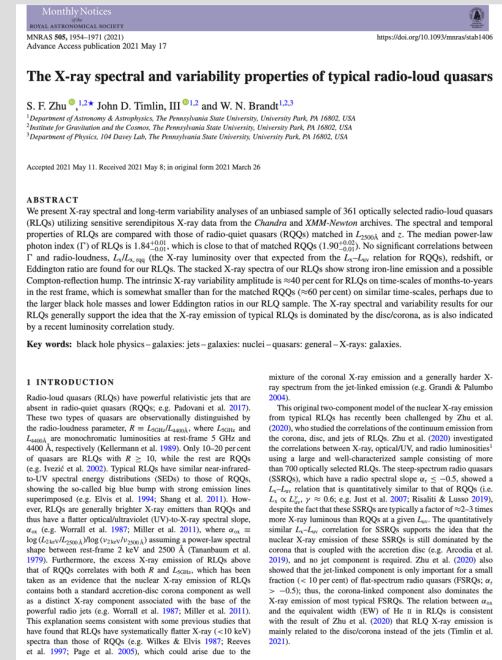 Monthly Notices
of the
ROYAL ASTRONOMICAL SOCIETY
MNRAS 505, 1954–1971 (2021)
https://doi.org/10.1093/mnras/stab1406
Advance Access publication 2021 May 17
The X-ray spectral and variability properties of typical radio-loud quasars
S. F. Zhu,1,2★ John D. Timlin, III 1,2 and W. N. Brandt1,2,3
1Department of Astronomy & Astrophysics, The Pennsylvania State University, University Park, PA 16802, USA
2Institute for Gravitation and the Cosmos, The Pennsylvania State University, University Park, PA 16802, USA
3Department of Physics, 104 Davey Lab, The Pennsylvania State University, University Park, PA 16802, USA
Accepted 2021 May 11. Received 2021 May 8; in original form 2021 March 26
ABSTRACT
We present X-ray spectral and long-term variability analyses of an unbiased sample of 361 optically selected radio-loud quasars
(RLQs) utilizing sensitive serendipitous X-ray data from the Chandra and XMM-Newton archives. The spectral and temporal
properties of RLQs are compared with those of radio-quiet quasars (RQQs) matched in L2500Å and z. The median power-law
photon index (Γ) of RLQs is 1.84+0.01−0.01, which is close to that of matched RQQs (1.90+0.02−0.01). No significant correlations between
Γ and radio-loudness, Lx/Lx,rqq (the X-ray luminosity over that expected from the Lx–Luv relation for RQQs), redshift, or
Eddington ratio are found for our RLQs. The stacked X-ray spectra of our RLQs show strong iron-line emission and a possible
Compton-reflection hump. The intrinsic X-ray variability amplitude is ≈40 per cent for RLQs on time-scales of months-to-years
in the rest frame, which is somewhat smaller than for the matched RQQs (≈60 per cent) on similar time-scales, perhaps due to
the larger black hole masses and lower Eddington ratios in our RLQ sample. The X-ray spectral and variability results for our
RLQs generally support the idea that the X-ray emission of typical RLQs is dominated by the disc/corona, as is also indicated
by a recent luminosity correlation study.
Key words: black hole physics – galaxies: jets – galaxies: nuclei – quasars: general – X-rays: galaxies.
1 INTRODUCTION
Radio-loud quasars (RLQs) have powerful relativistic jets that are
absent in radio-quiet quasars (RQQs; e.g. Padovani et al. 2017).
These two types of quasars are observationally distinguished by
the radio-loudness parameter, R ≡ L5GHz/L4400Å, where L5GHz and
L4400Å are monochromatic luminosities at rest-frame 5 GHz and
4400 Å, respectively (Kellermann et al. 1989). Only 10–20 per cent
of quasars are RLQs with R ≥ 10, while the rest are RQQs
(e.g. Ivezić et al. 2002). Typical RLQs have similar near-infrared-
to-UV spectral energy distributions (SEDs) to those of RQQs,
showing the so-called big blue bump with strong emission lines
superimposed (e.g. Elvis et al. 1994; Shang et al. 2011). How-
ever, RLQs are generally brighter X-ray emitters than RQQs and
thus have a flatter optical/ultraviolet (UV)-to-X-ray spectral slope,
αox (e.g. Worrall et al. 1987; Miller et al. 2011), where αox ≡
log (L2 keV/L2500 Å)/log (ν2 keV/ν2500 Å) assuming a power-law spectral
shape between rest-frame 2 keV and 2500 Å (Tananbaum et al.
1979). Furthermore, the excess X-ray emission of RLQs above
that of RQQs correlates with both R and L5GHz, which has been
taken as an evidence that the nuclear X-ray emission of RLQs
contains both a standard accretion-disc corona component as well
as a distinct X-ray component associated with the base of the
powerful radio jets (e.g. Worrall et al. 1987; Miller et al. 2011).
This explanation seems consistent with some previous studies that
have found that RLQs have systematically flatter X-ray (<10 keV)
spectra than those of RQQs (e.g. Wilkes & Elvis 1987; Reeves
et al. 1997; Page et al. 2005), which could arise due to the
mixture of the coronal X-ray emission and a generally harder X-
ray spectrum from the jet-linked emission (e.g. Grandi & Palumbo
2004).
This original two-component model of the nuclear X-ray emission
from typical RLQs has recently been challenged by Zhu et al.
(2020), who studied the correlations of the continuum emission from
the corona, disc, and jets of RLQs. Zhu et al. (2020) investigated
the correlations between X-ray, optical/UV, and radio luminosities1
using a large and well-characterized sample consisting of more
than 700 optically selected RLQs. The steep-spectrum radio quasars
(SSRQs), which have a radio spectral slope αr ≤ −0.5, showed a
Lx–Luv relation that is quantitatively similar to that of RQQs (i.e.
Lx ∝ Lγuv, γ ≈ 0.6; e.g. Just et al. 2007; Risaliti & Lusso 2019),
despite the fact that these SSRQs are typically a factor of ≈2–3 times
more X-ray luminous than RQQs at a given Luv. The quantitatively
similar Lx–Luv correlation for SSRQs supports the idea that the
nuclear X-ray emission of these SSRQs is still dominated by the
corona that is coupled with the accretion disc (e.g. Arcodia et al.
2019), and no jet component is required. Zhu et al. (2020) also
showed that the jet-linked component is only important for a small
fraction (< 10 per cent) of flat-spectrum radio quasars (FSRQs; αr
> −0.5); thus, the corona-linked component also dominates the
X-ray emission of most typical FSRQs. The relation between αox
and the equivalent width (EW) of He II in RLQs is consistent
with the result of Zhu et al. (2020) that RLQ X-ray emission is
mainly related to the disc/corona instead of the jets (Timlin et al.
2021).